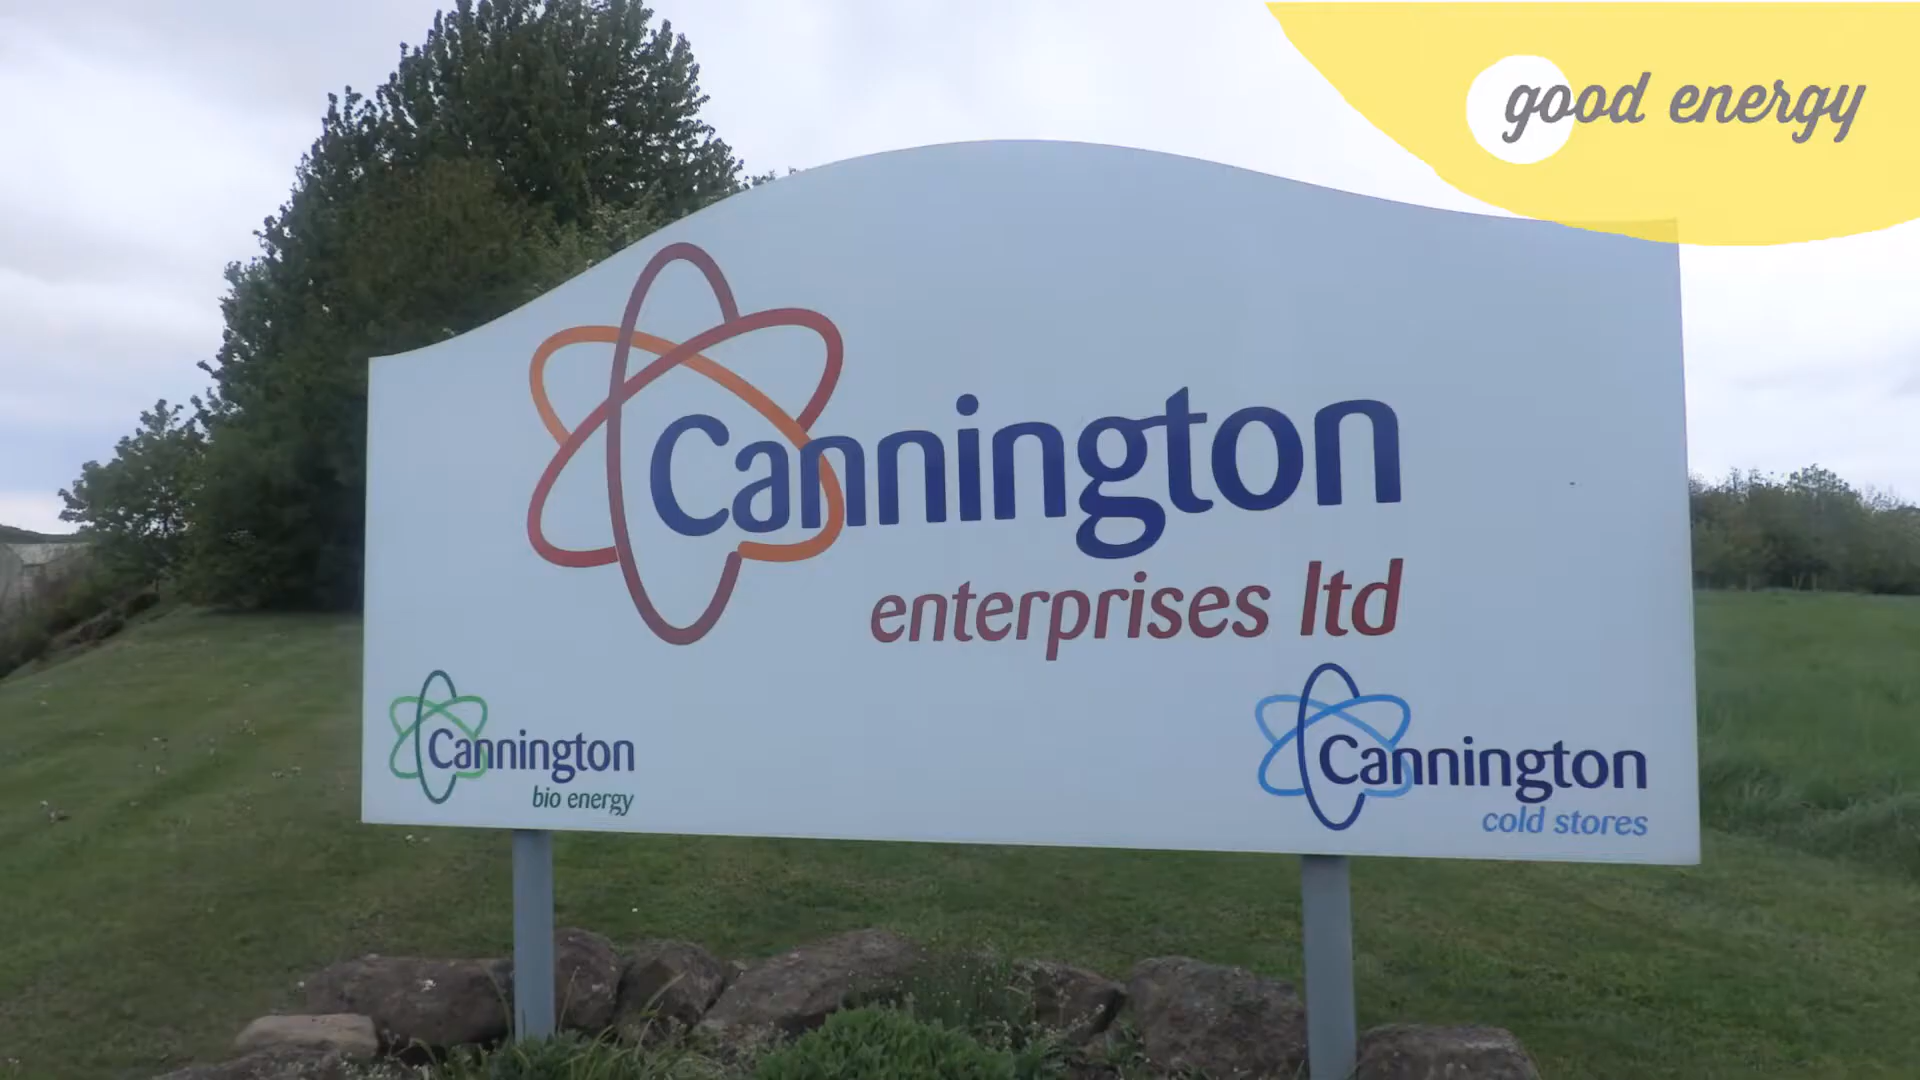 good energy
Cannington
enterprises ltd
Cannington
bio energy
Cannington
cold stores